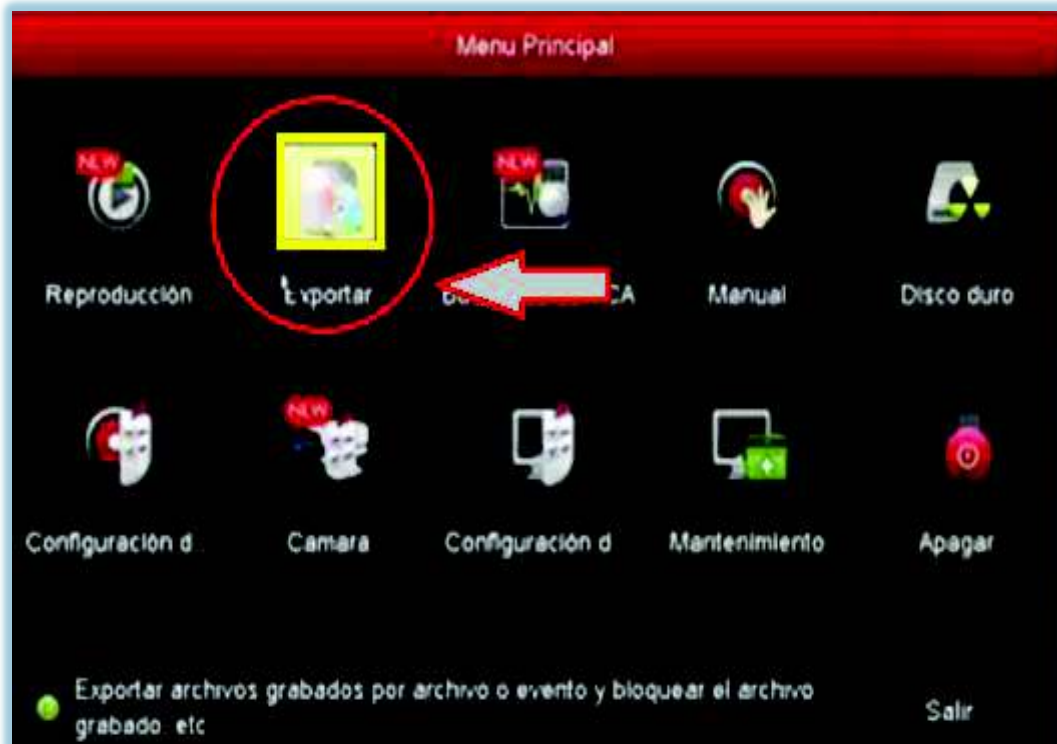 Menu Principal
NEW
NEW
Reproducción
Exportar
CA
Manual
Disco duro
NEW
Configuración d..
Camara
Configuración d
Mantenimiento
Apagar
Exportar archivos grabados por archivo o evento y bloquear el archivo
grabado. etc
Salir